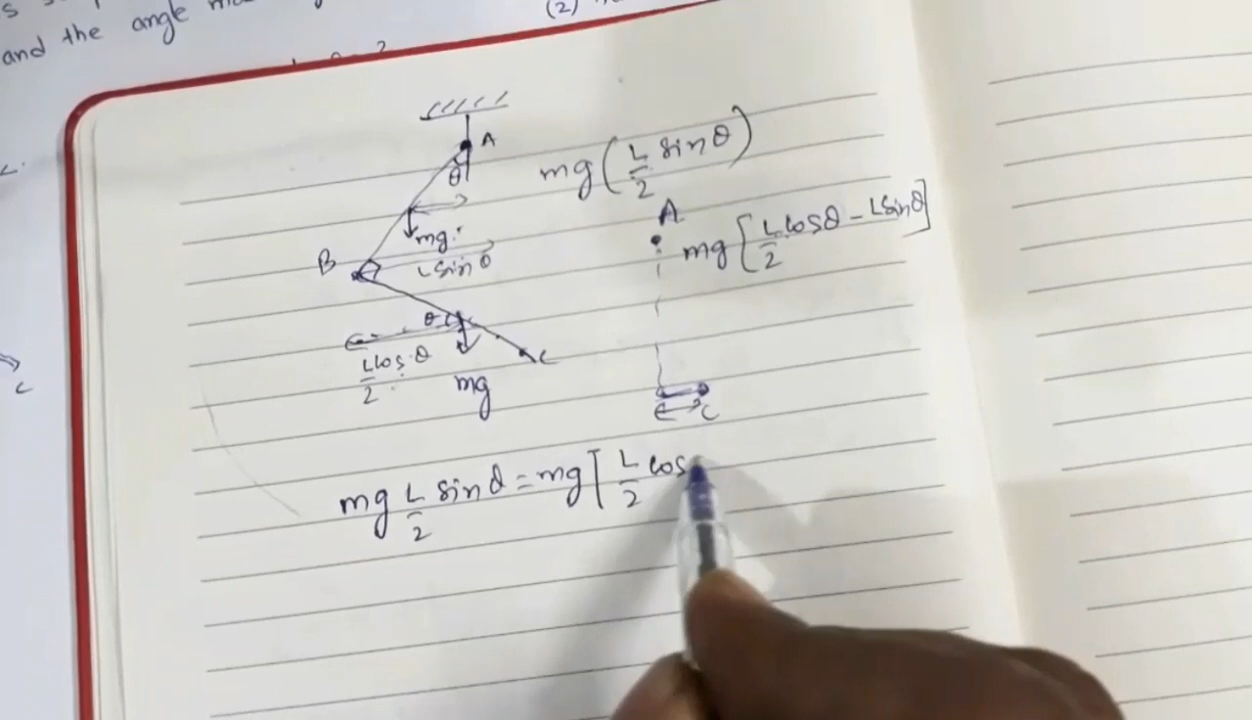 and the angle
(2)
A
θ
mg(L/2 sinθ)
mg
B
L sinθ
A
mg[L/2 cosθ - L sinθ]
θ
L/2 cosθ
C
mg
C
mg L/2 sinθ = mg[L/2 cos